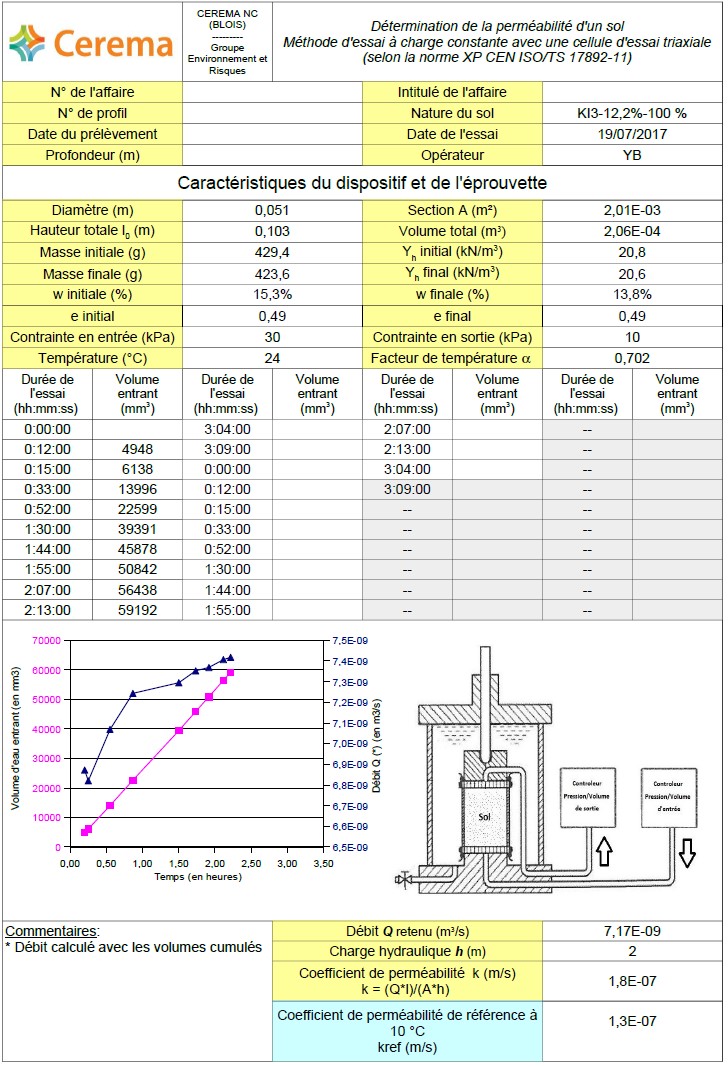 Cerema
CEREMA NC
(BLOIS)
---------
Groupe
Environnement et
Risques
Détermination de la perméabilité d'un sol
Méthode d'essai à charge constante avec une cellule d'essai triaxiale
(selon la norme XP CEN ISO/TS 17892-11)
N° de l'affaire Intitulé de l'affaire
N° de profil Nature du sol KI3-12,2%-100 %
Date du prélèvement Date de l'essai 19/07/2017
Profondeur (m) Opérateur YB
Caractéristiques du dispositif et de l'éprouvette
Diamètre (m) 0,051 Section A (m²) 2,01E-03
Hauteur totale l0 (m) 0,103 Volume total (m³) 2,06E-04
Masse initiale (g) 429,4 Yh initial (kN/m³) 20,8
Masse finale (g) 423,6 Yh final (kN/m³) 20,6
w initiale (%) 15,3% w finale (%) 13,8%
e initial 0,49 e final 0,49
Contrainte en entrée (kPa) 30 Contrainte en sortie (kPa) 10
Température (°C) 24 Facteur de température α 0,702
Durée de Volume Durée de Volume Durée de Volume Durée de Volume
l'essai entrant l'essai entrant l'essai entrant l'essai entrant
(hh:mm:ss) (mm³) (hh:mm:ss) (mm³) (hh:mm:ss) (mm³) (hh:mm:ss) (mm³)
0:00:00 3:04:00 2:07:00 --
0:12:00 4948 3:09:00 2:13:00 --
0:15:00 6138 0:00:00 3:04:00 --
0:33:00 13996 0:12:00 3:09:00 --
0:52:00 22599 0:15:00 -- --
1:30:00 39391 0:33:00 -- --
1:44:00 45878 0:52:00 -- --
1:55:00 50842 1:30:00 -- --
2:07:00 56438 1:44:00 -- --
2:13:00 59192 1:55:00 -- --
Volume d'eau entrant (en mm3)
70000
60000
50000
40000
30000
20000
10000
0
0,00 0,50 1,00 1,50 2,00 2,50 3,00 3,50
Temps (en heures)
7,5E-09
7,4E-09
7,3E-09
7,2E-09
7,1E-09
7,0E-09
6,9E-09
6,8E-09
6,7E-09
6,6E-09
6,5E-09
Débit Q (*) (en m3/s)
Sol
Controleur
Pression/Volume
de sortie
Controleur
Pression/Volume
d'entrée
Commentaires:
* Débit calculé avec les volumes cumulés
Débit Q retenu (m³/s) 7,17E-09
Charge hydraulique h (m) 2
Coefficient de perméabilité k (m/s)
k = (Q*l)/(A*h)
1,8E-07
Coefficient de perméabilité de référence à
10 °C
kref (m/s)
1,3E-07